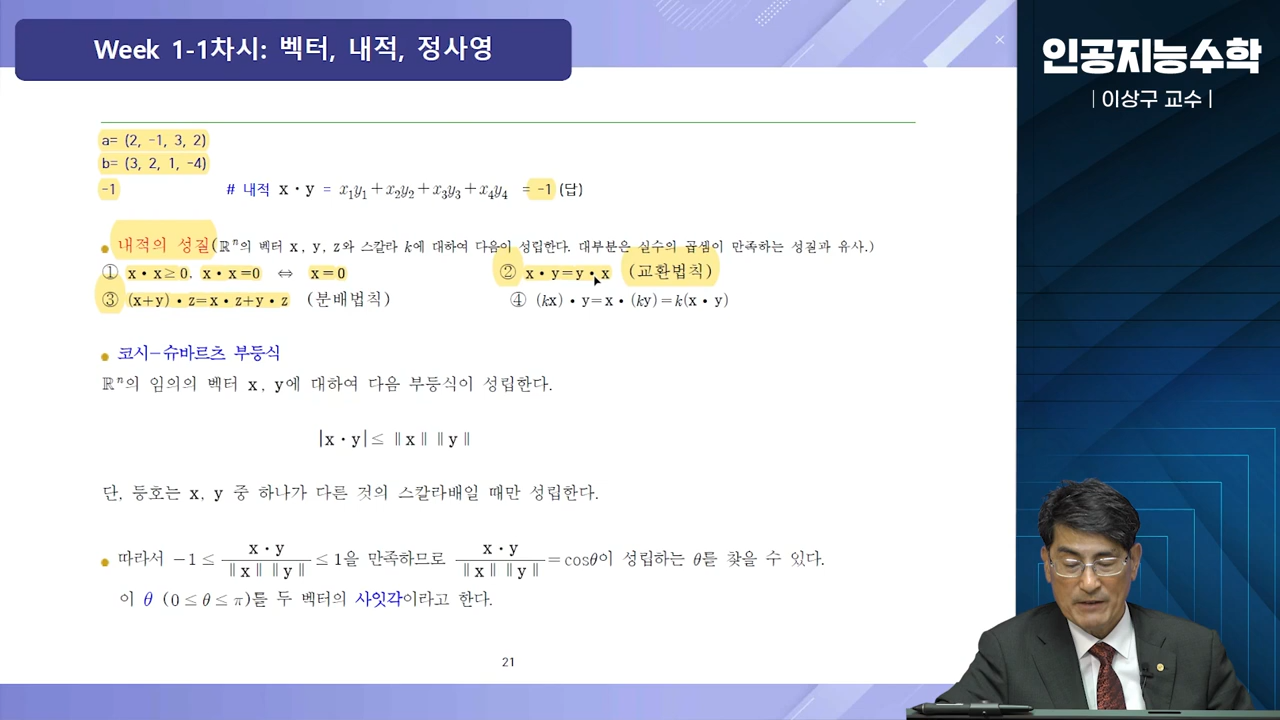 Week 1-1차시: 벡터, 내적, 정사영
인공지능수학
| 이상구 교수 |
a= (2, -1, 3, 2)
b= (3, 2, 1, -4)
-1 # 내적 x・y = x₁y₁+x₂y₂+x₃y₃+x₄y₄ = -1 (답)
내적의 성질(ℝⁿ의 벡터 x, y, z와 스칼라 k에 대하여 다음이 성립한다. 대부분은 실수의 곱셈이 만족하는 성질과 유사.)
① x・x≥0. x・x=0 ⇔ x=0 ② x・y=y・x (교환법칙)
③ (x+y)・z=x・z+y・z (분배법칙) ④ (kx)・y=x・(ky)=k(x・y)
코시-슈바르츠 부등식
ℝⁿ의 임의의 벡터 x, y에 대하여 다음 부등식이 성립한다.
|x・y|≤ ∥x∥∥y∥
단, 등호는 x, y 중 하나가 다른 것의 스칼라배일 때만 성립한다.
따라서 -1≤ x・y / ∥x∥∥y∥ ≤1을 만족하므로 x・y / ∥x∥∥y∥ =cosθ이 성립하는 θ를 찾을 수 있다.
이 θ (0≤θ≤π)를 두 벡터의 사잇각이라고 한다.
21